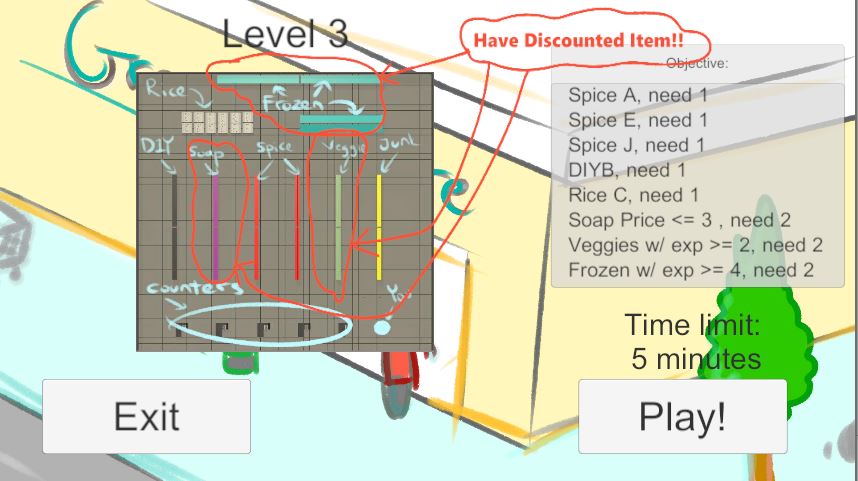 Level 3
Have Discounted Item!!
Objective:
Rice
Frozen
DIY
Soap
Spice
Veggie
Junk
counters
You
Spice A, need 1
Spice E, need 1
Spice J, need 1
DIYB, need 1
Rice C, need 1
Soap Price <= 3 , need 2
Veggies w/ exp >= 2, need 2
Frozen w/ exp >= 4, need 2
Time limit:
5 minutes
Exit
Play!